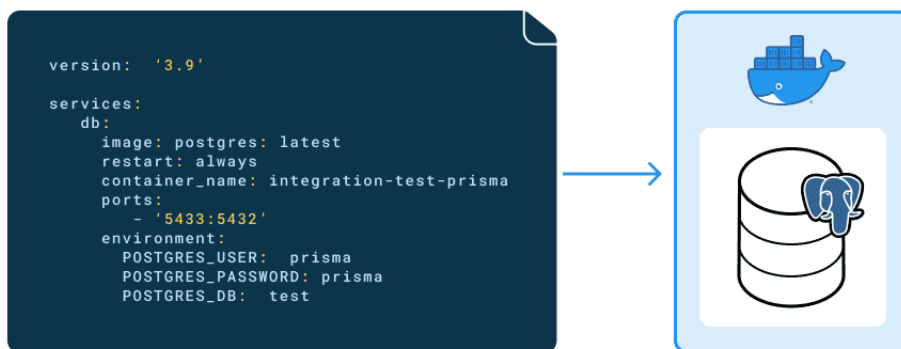 version: ‘3.9’
services:
db:
image: postgres: latest
restart: always
container_name: integration-test-prisma
ports:
- ‘5433:5432’
environment:
POSTGRES_USER: prisma
POSTGRES_PASSWORD: prisma
POSTGRES_DB: test